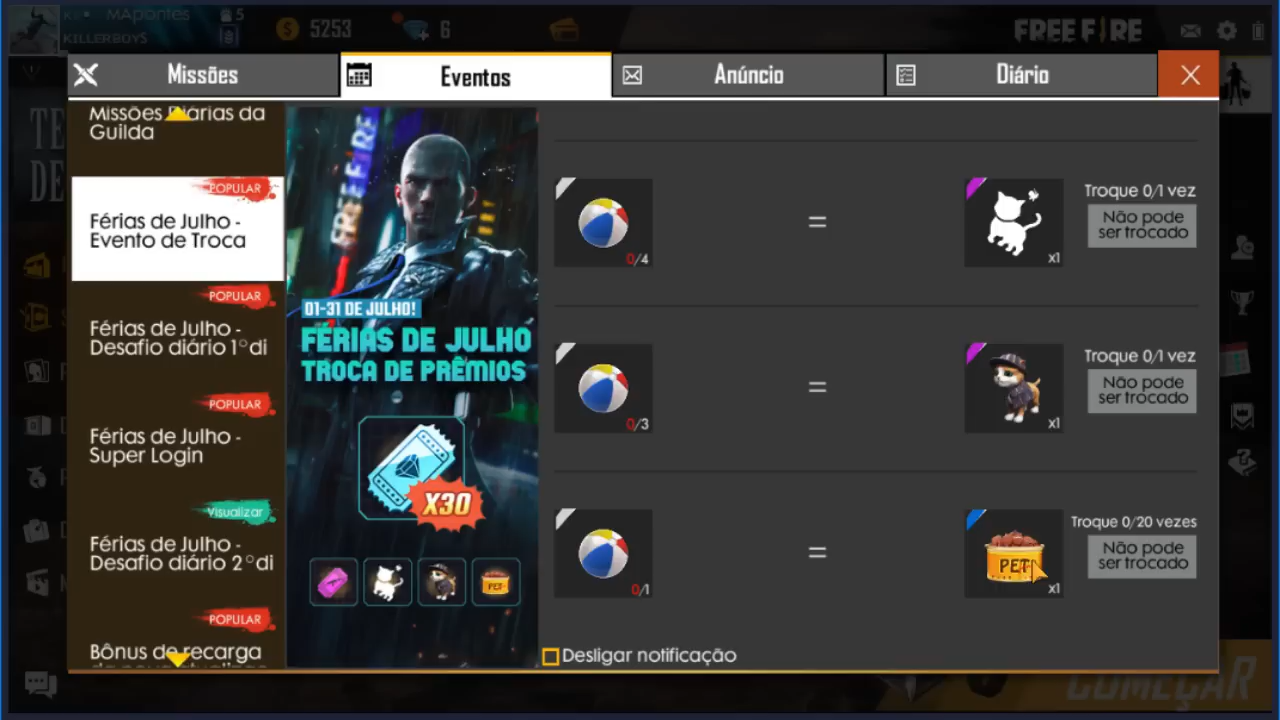 MApontes
5
KILLERBOY$
5253
6
FREE FIRE
Missões
Eventos
Anúncio
Diário
Missões Diárias da
Guilda
POPULAR
Férias de Julho -
Evento de Troca
POPULAR
Férias de Julho -
Desafio diário 1°di
POPULAR
Férias de Julho -
Super Login
Visualizar
Férias de Julho -
Desafio diário 2°di
POPULAR
Bônus de recarga
FREE FIRE
01-31 DE JULHO!
FÉRIAS DE JULHO
TROCA DE PRÊMIOS
X30
PET
0/4
=
x1
Troque 0/1 vez
Não pode
ser trocado
0/3
=
x1
Troque 0/1 vez
Não pode
ser trocado
0/1
=
PET
x1
Troque 0/20 vezes
Não pode
ser trocado
Desligar notificação
COMEÇAR